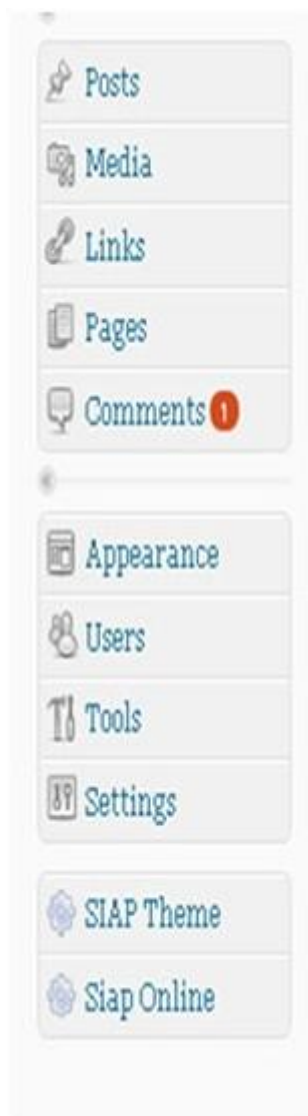 Posts
Media
Links
Pages
Comments 1
Appearance
Users
Tools
Settings
SIAP Theme
Siap Online